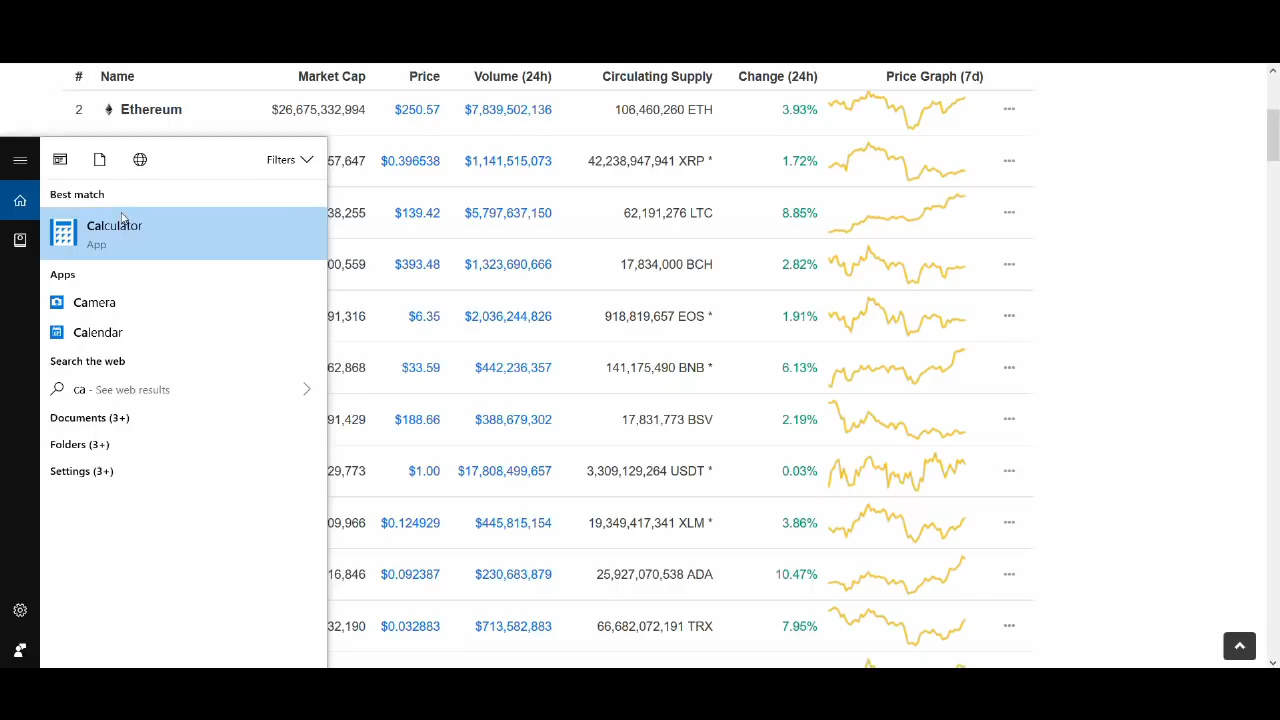 # Name Market Cap Price Volume (24h) Circulating Supply Change (24h) Price Graph (7d)
2 Ethereum $26,675,332,994 $250.57 $7,839,502,136 106,460,260 ETH 3.93%
Filters
57,647 $0.396538 $1,141,515,073 42,238,947,941 XRP * 1.72%
Best match
Calculator
App
38,255 $139.42 $5,797,637,150 62,191,276 LTC 8.85%
00,559 $393.48 $1,323,690,666 17,834,000 BCH 2.82%
Apps
Camera
91,316 $6.35 $2,036,244,826 918,819,657 EOS * 1.91%
Calendar
Search the web
62,868 $33.59 $442,236,357 141,175,490 BNB * 6.13%
ca - See web results
Documents (3+)
91,429 $188.66 $388,679,302 17,831,773 BSV 2.19%
Folders (3+)
Settings (3+)
29,773 $1.00 $17,808,499,657 3,309,129,264 USDT * 0.03%
09,966 $0.124929 $445,815,154 19,349,417,341 XLM * 3.86%
16,846 $0.092387 $230,683,879 25,927,070,538 ADA 10.47%
32,190 $0.032883 $713,582,883 66,682,072,191 TRX 7.95%